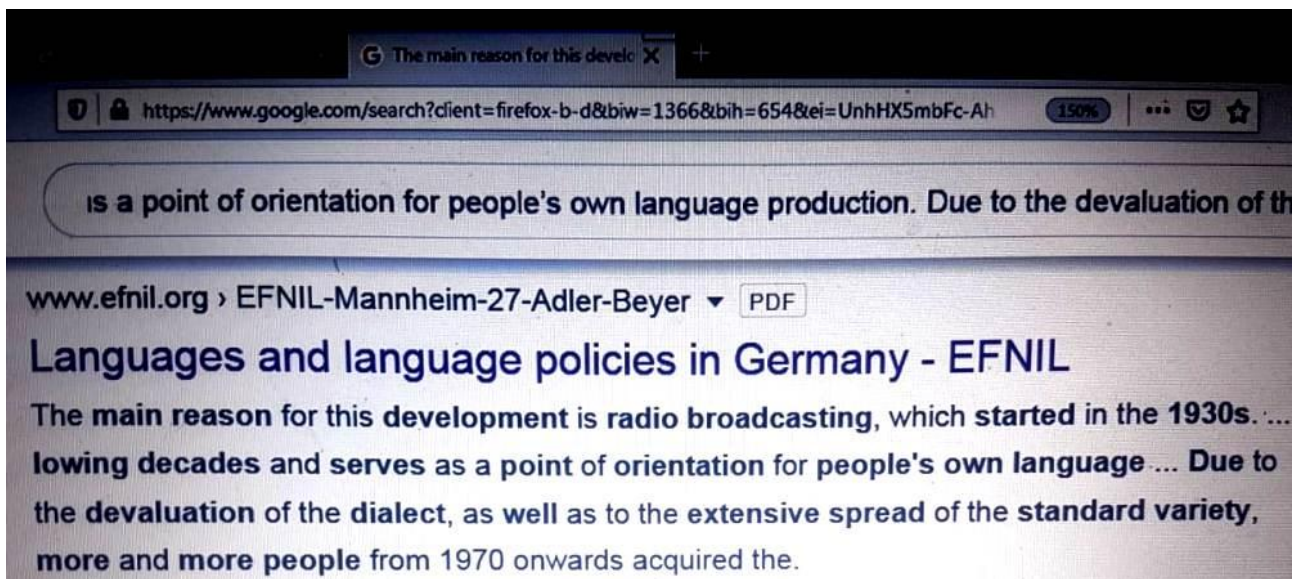 G The main reason for this develo
https://www.google.com/search?client=firefox-b-d&biw=1366&bih=654&ei=UnhHX5mbFc-Ah 150%
is a point of orientation for people's own language production. Due to the devaluation of th
www.efnil.org › EFNIL-Mannheim-27-Adler-Beyer ▾ PDF
Languages and language policies in Germany - EFNIL
The main reason for this development is radio broadcasting, which started in the 1930s. ...
lowing decades and serves as a point of orientation for people's own language ... Due to
the devaluation of the dialect, as well as to the extensive spread of the standard variety,
more and more people from 1970 onwards acquired the.